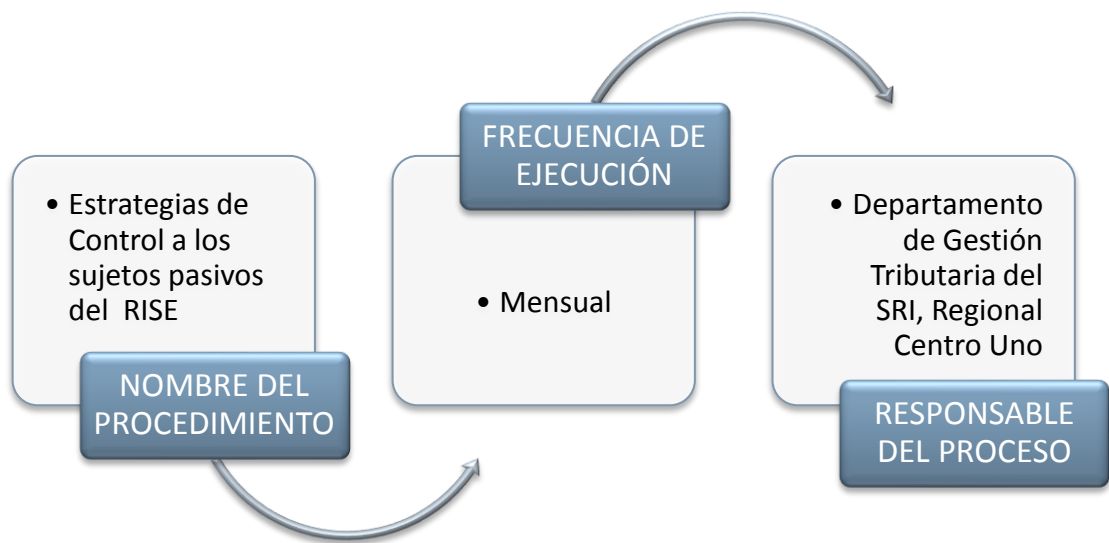 • Estrategias de
Control a los
sujetos pasivos
del RISE
NOMBRE DEL
PROCEDIMIENTO
FRECUENCIA DE
EJECUCIÓN
• Mensual
• Departamento
de Gestión
Tributaria del
SRI, Regional
Centro Uno
RESPONSABLE
DEL PROCESO